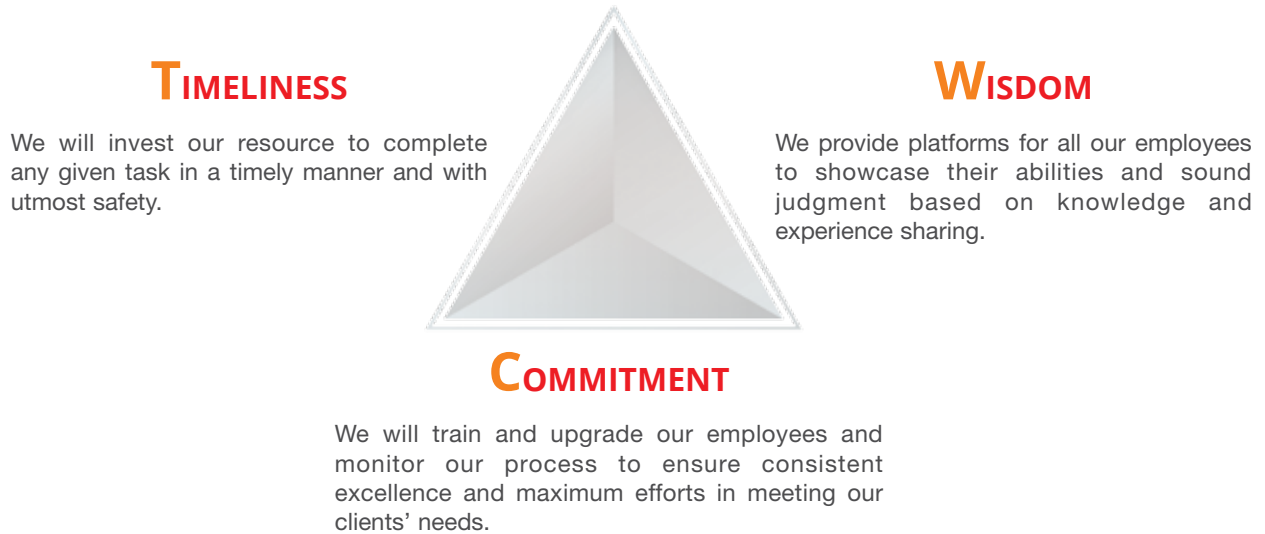 TIMELINESS
We will invest our resource to complete
any given task in a timely manner and with
utmost safety.
WISDOM
We provide platforms for all our employees
to showcase their abilities and sound
judgment based on knowledge and
experience sharing.
COMMITMENT
We will train and upgrade our employees and
monitor our process to ensure consistent
excellence and maximum efforts in meeting our
clients’ needs.